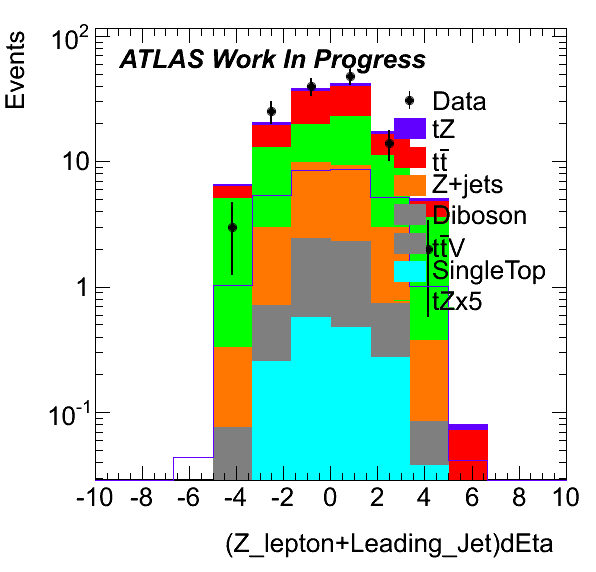 ATLAS Work In Progress
Events
10²
10
1
10⁻¹
Data
tZ
tt̄
Z+jets
Diboson
tt̄V
SingleTop
tZx5
-10 -8 -6 -4 -2 0 2 4 6 8 10
(Z_lepton+Leading_Jet)dEta